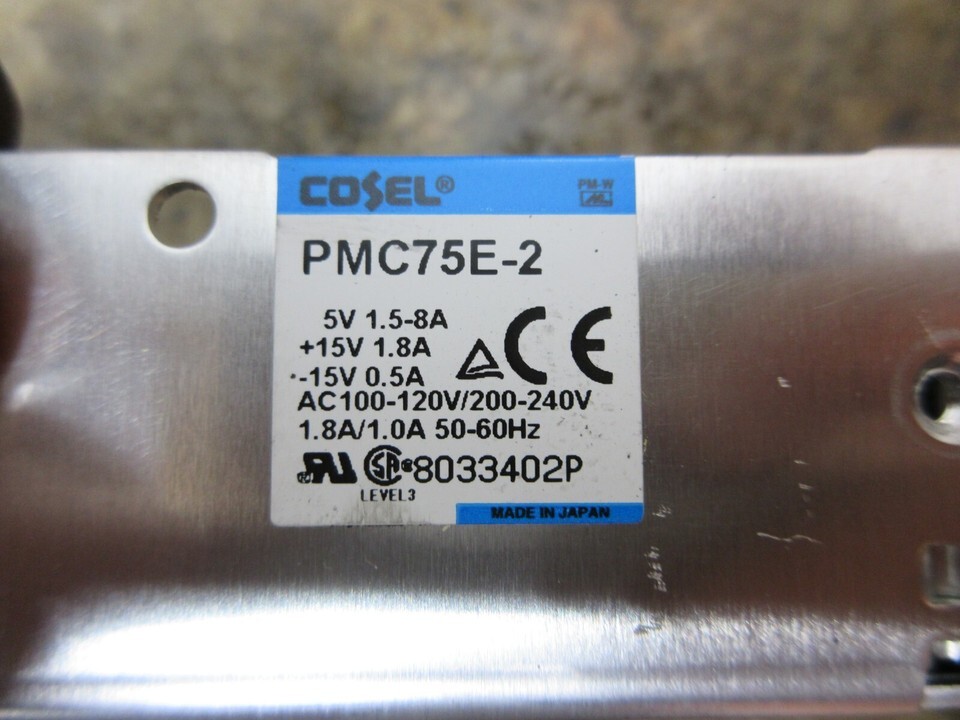 COSEL®
PM-W
PMC75E-2
5V 1.5-8A
+15V 1.8A
-15V 0.5A
CE
AC100-120V/200-240V
1.8A/1.0A 50-60Hz
8033402P
LEVEL3
MADE IN JAPAN